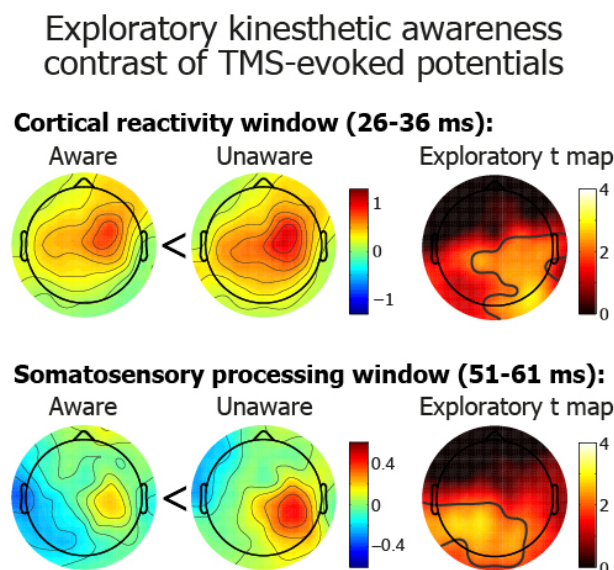 Exploratory kinesthetic awareness
contrast of TMS-evoked potentials
Cortical reactivity window (26-36 ms):
Aware
Unaware
Exploratory t map
<
1
0
−1
4
2
0
Somatosensory processing window (51-61 ms):
Aware
Unaware
Exploratory t map
<
0.4
0
−0.4
4
2
0